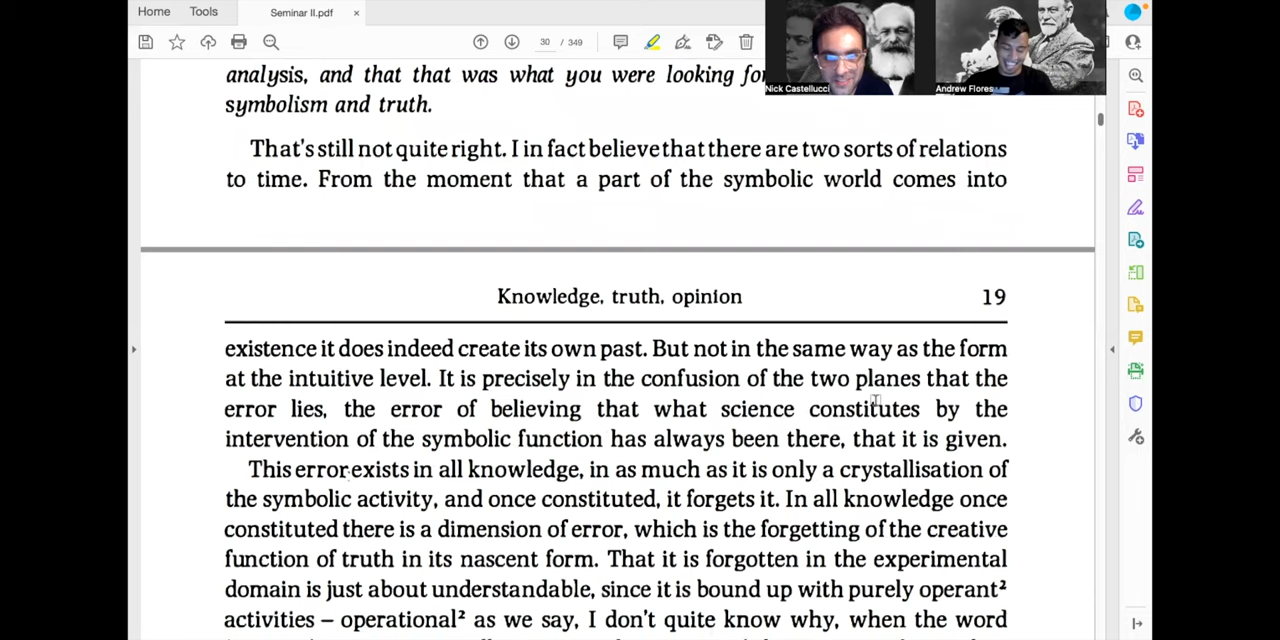 Home Tools Seminar II.pdf ×
30 / 349
Nick Castellucci
Andrew Flores
analysis, and that that was what you were looking for
symbolism and truth.
That's still not quite right. I in fact believe that there are two sorts of relations
to time. From the moment that a part of the symbolic world comes into
Knowledge, truth, opinion 19
existence it does indeed create its own past. But not in the same way as the form
at the intuitive level. It is precisely in the confusion of the two planes that the
error lies, the error of believing that what science constitutes by the
intervention of the symbolic function has always been there, that it is given.
This error exists in all knowledge, in as much as it is only a crystallisation of
the symbolic activity, and once constituted, it forgets it. In all knowledge once
constituted there is a dimension of error, which is the forgetting of the creative
function of truth in its nascent form. That it is forgotten in the experimental
domain is just about understandable, since it is bound up with purely operant²
activities – operational² as we say, I don't quite know why, when the word